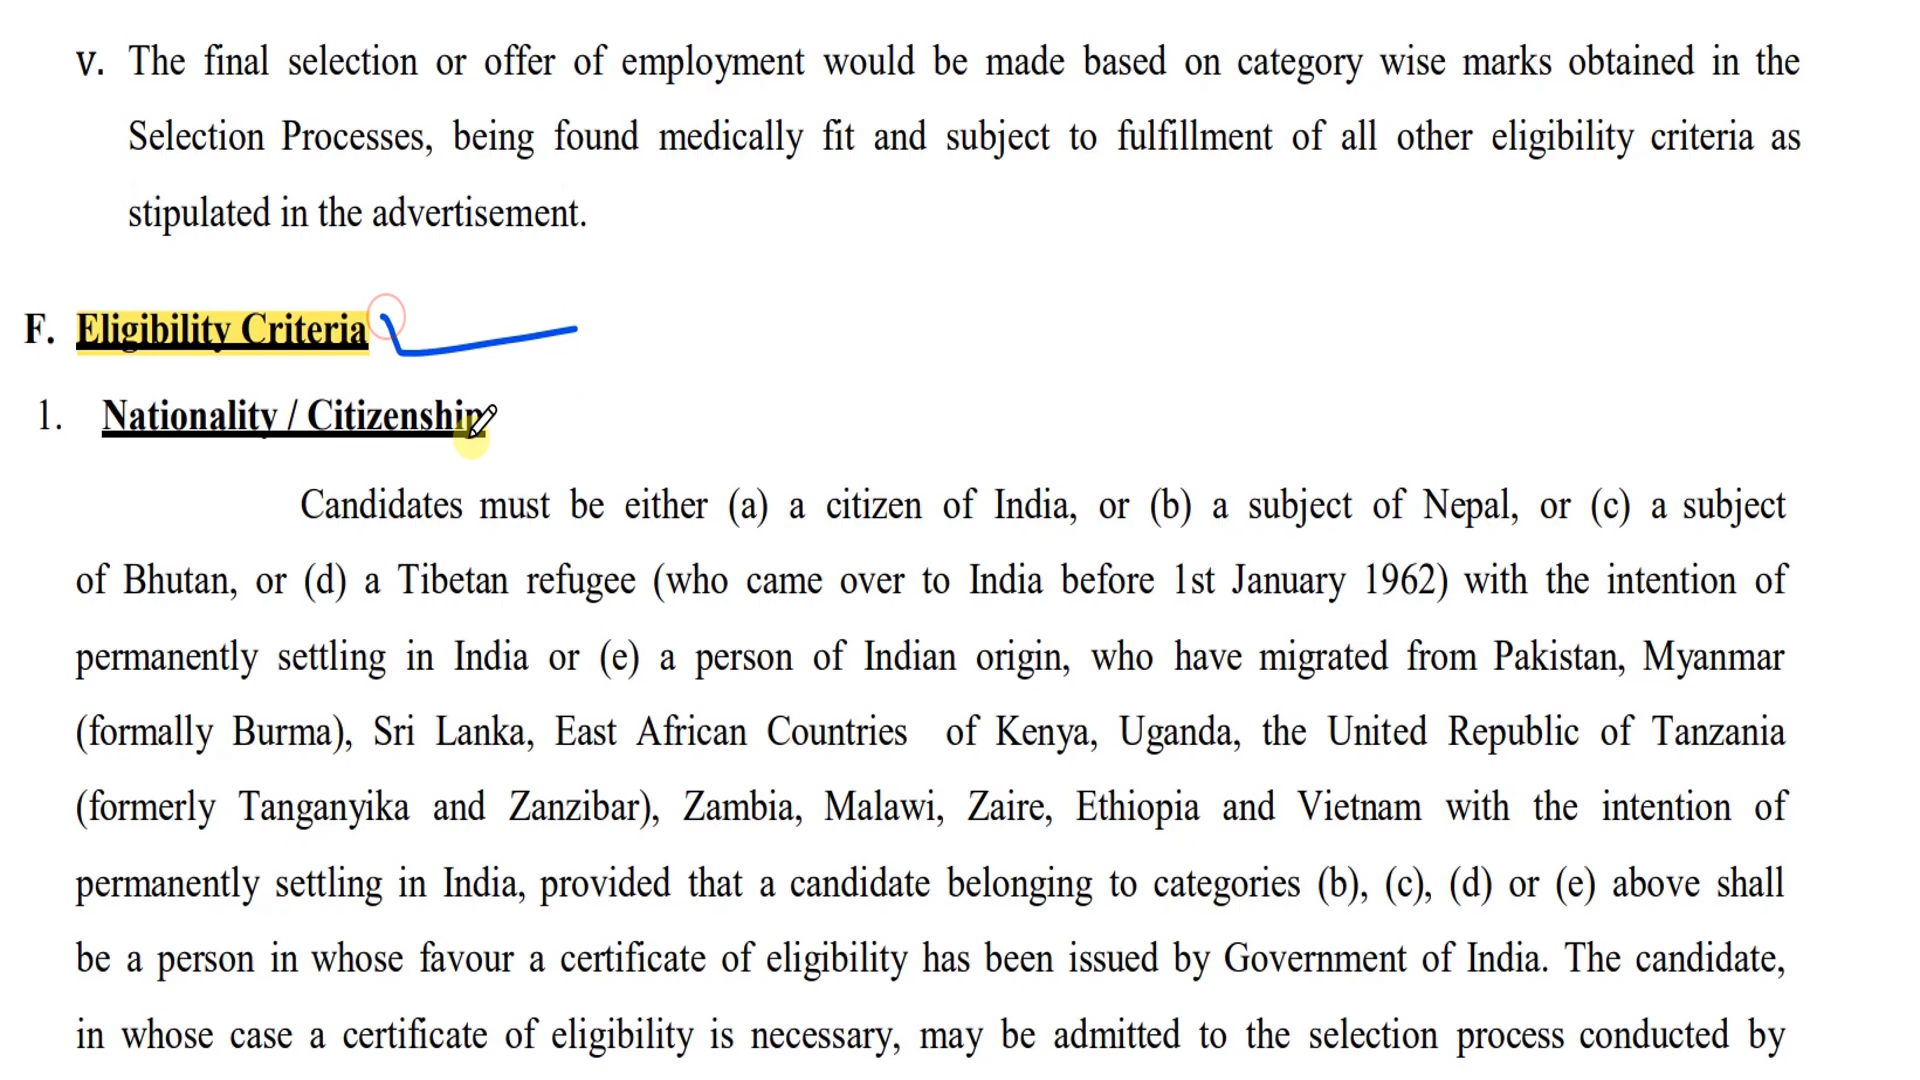 v. The final selection or offer of employment would be made based on category wise marks obtained in the
Selection Processes, being found medically fit and subject to fulfillment of all other eligibility criteria as
stipulated in the advertisement.
F. Eligibility Criteria
1. Nationality / Citizenship
Candidates must be either (a) a citizen of India, or (b) a subject of Nepal, or (c) a subject
of Bhutan, or (d) a Tibetan refugee (who came over to India before 1st January 1962) with the intention of
permanently settling in India or (e) a person of Indian origin, who have migrated from Pakistan, Myanmar
(formally Burma), Sri Lanka, East African Countries of Kenya, Uganda, the United Republic of Tanzania
(formerly Tanganyika and Zanzibar), Zambia, Malawi, Zaire, Ethiopia and Vietnam with the intention of
permanently settling in India, provided that a candidate belonging to categories (b), (c), (d) or (e) above shall
be a person in whose favour a certificate of eligibility has been issued by Government of India. The candidate,
in whose case a certificate of eligibility is necessary, may be admitted to the selection process conducted by